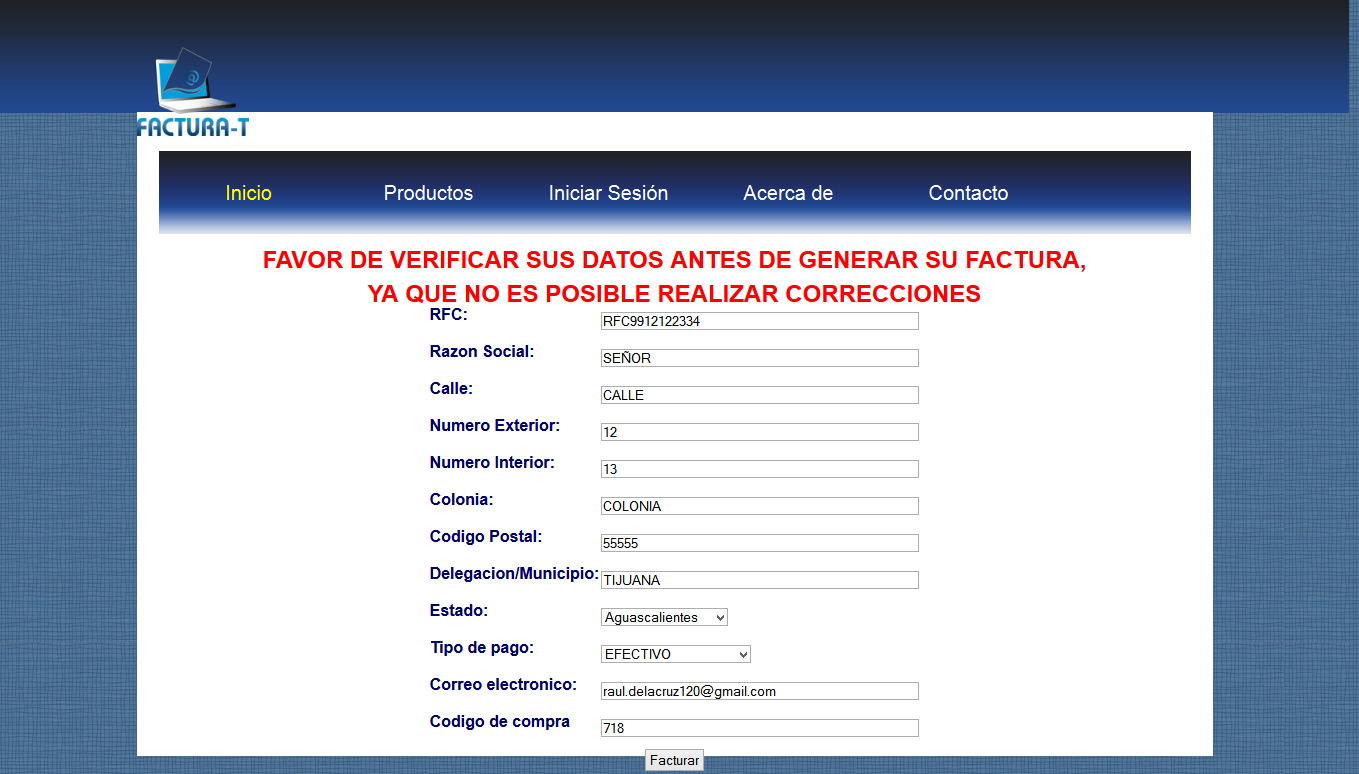 FACTURA-T
Inicio Productos Iniciar Sesión Acerca de Contacto
FAVOR DE VERIFICAR SUS DATOS ANTES DE GENERAR SU FACTURA,
YA QUE NO ES POSIBLE REALIZAR CORRECCIONES
RFC: RFC9912122334
Razon Social: SEÑOR
Calle: CALLE
Numero Exterior: 12
Numero Interior: 13
Colonia: COLONIA
Codigo Postal: 55555
Delegacion/Municipio: TIJUANA
Estado: Aguascalientes
Tipo de pago: EFECTIVO
Correo electronico: raul.delacruz120@gmail.com
Codigo de compra 718
Facturar